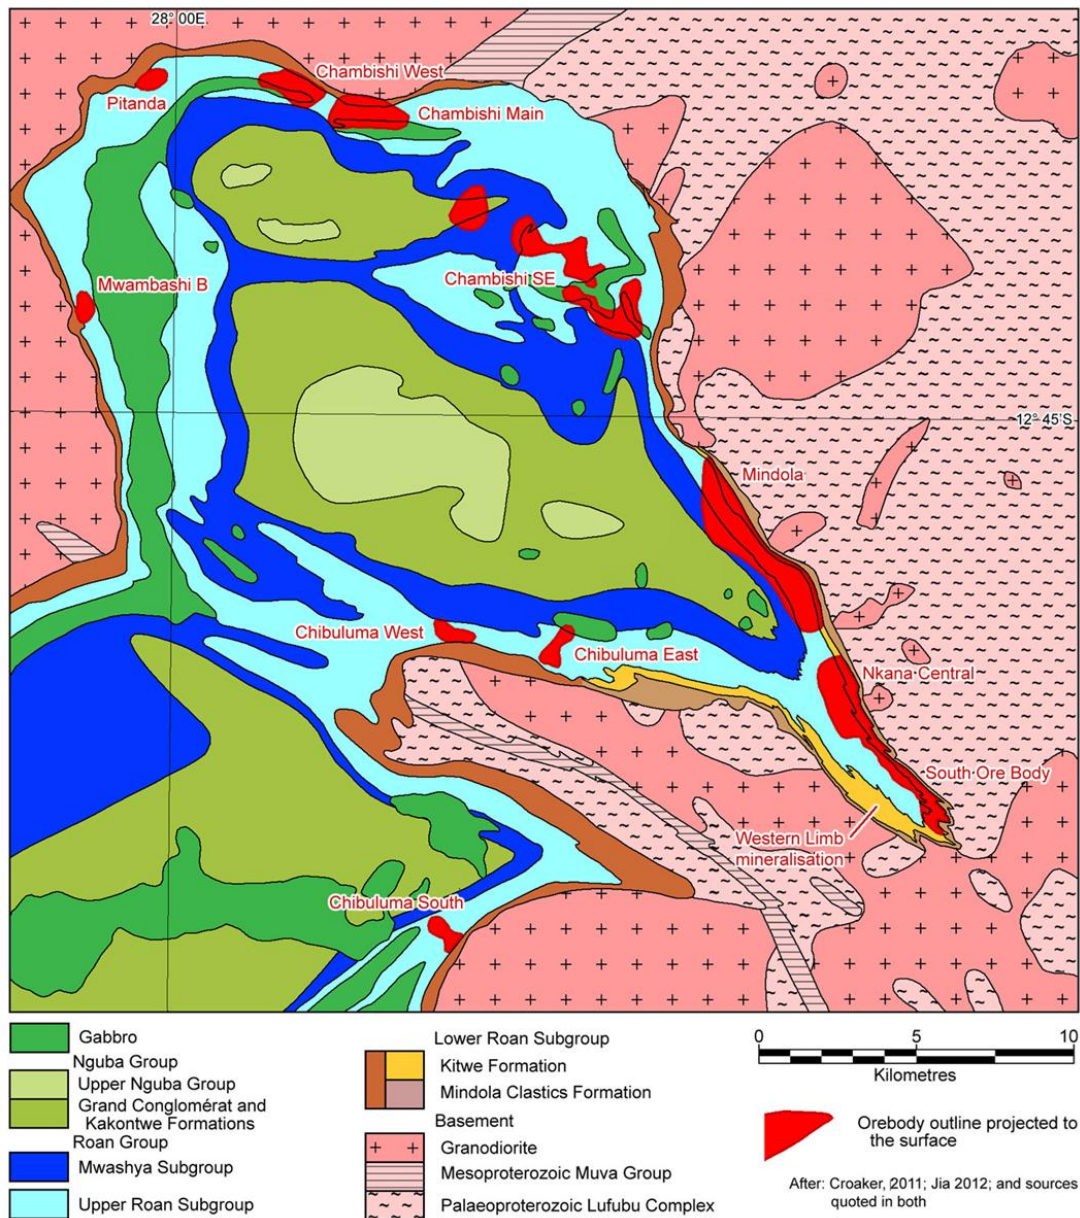 28° 00E.
Chambishi West
Pitanda
Chambishi Main
Chambishi SE
Mwambashi B
12° 45'S
Mindola
Chibuluma West
Chibuluma East
Nkana Central
South Ore Body
Western Limb
mineralisation
Chibuluma South
Gabbro
Nguba Group
Upper Nguba Group
Grand Conglomérat and
Kakontwe Formations
Roan Group
Mwashya Subgroup
Upper Roan Subgroup
Lower Roan Subgroup
Kitwe Formation
Mindola Clastics Formation
Basement
Granodiorite
Mesoproterozoic Muva Group
Palaeoproterozoic Lufubu Complex
0 5 10
Kilometres
Orebody outline projected to
the surface
After: Croaker, 2011; Jia 2012; and sources
quoted in both